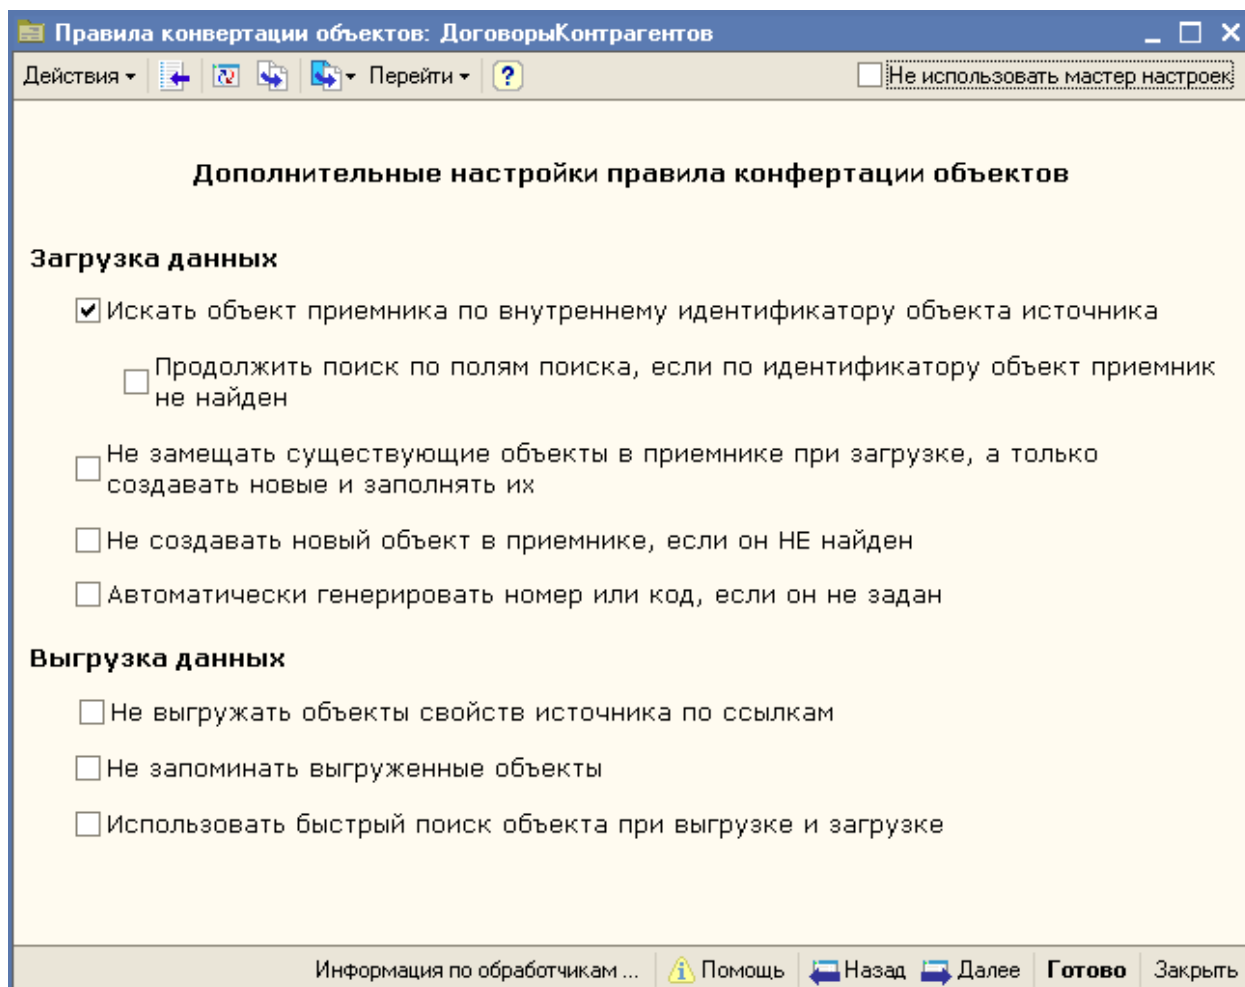 Правила конвертации объектов: ДоговорыКонтрагентов
Действия Перейти ? Не использовать мастер настроек
Дополнительные настройки правила конфертации объектов
Загрузка данных
Искать объект приемника по внутреннему идентификатору объекта источника
Продолжить поиск по полям поиска, если по идентификатору объект приемник
не найден
Не замещать существующие объекты в приемнике при загрузке, а только
создавать новые и заполнять их
Не создавать новый объект в приемнике, если он НЕ найден
Автоматически генерировать номер или код, если он не задан
Выгрузка данных
Не выгружать объекты свойств источника по ссылкам
Не запоминать выгруженные объекты
Использовать быстрый поиск объекта при выгрузке и загрузке
Информация по обработчикам ... Помощь Назад Далее Готово Закрыть